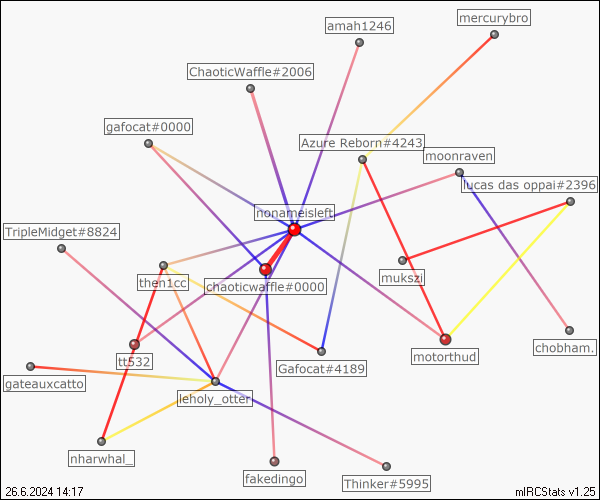 mercurybro
amah1246
ChaoticWaffle#2006
gafocat#0000
Azure Reborn#4243
moonraven
lucas das oppai#2396
nonameisleft
TripleMidget#8824
then1cc
chaoticwaffle#0000
mukszi
tt532
Gafocat#4189
motorthud
chobham.
gateauxcatto
leholy_otter
nharwhal_
fakedingo
Thinker#5995
26.6.2024 14:17
mIRCStats v1.25